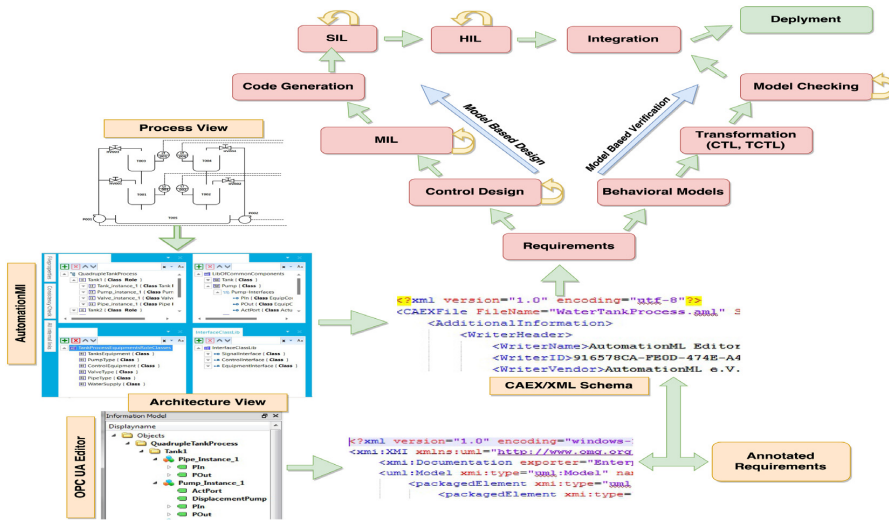 SIL
HIL
Integration
Deplyment
Code Generation
Model Checking
Process View
Model Based Design
Model Based Verification
MIL
Transformation
(CTL, TCTL)
Control Design
Behavioral Models
Requirements
AutomationMl
QuadrupleTankProcess
Tank1 { Class Role }
Tank_instance_1 { Class Tank
Pump_instance_1 { Class Pum
Valve_instance_1 { Class Valv
Pipe_instance_1 { Class Pipe
Tank2 { Class Role }
LibOfCommonComponents
Tank { Class }
Pump { Class }
Pump-Interfaces
PIn { Class EquipCo
POut { Class EquipC
ActPort { Class Actu
TanksEquipment { Class }
PumpType { Class }
ControlEquipment { Class }
ValveType { Class }
PipeType { Class }
WaterSupply { Class }
InterfaceClassLib
InterfaceClassLib
SignalInterface { Class }
ControlInterface { Class }
EquipmentInterface { Class }
<?xml version="1.0" encoding="utf-8"?>
<CAEXFile FileName="WaterTankProcess.aml" S
<AdditionalInformation>
<WriterHeader>
<WriterName>AutomationML Editor
<WriterID>916578CA-FE0D-474E-A4
<WriterVendor>AutomationML e.V.
CAEX/XML Schema
Architecture View
OPC UA Editor
Information Model
Displayname
Objects
QuadrupleTankProcess
Tank1
Pipe_Instance_1
PIn
POut
Pump_Instance_1
ActPort
DisplacementPump
PIn
POut
<?xml version="1.0" encoding="windows-
<xmi:XMI xmlns:uml="http://www.omg.org
<xmi:Documentation exporter="Enterp
<uml:Model xmi:type="uml:Model" nam
<packagedElement xmi:type="uml
<packagedElement xmi:type=
Annotated
Requirements